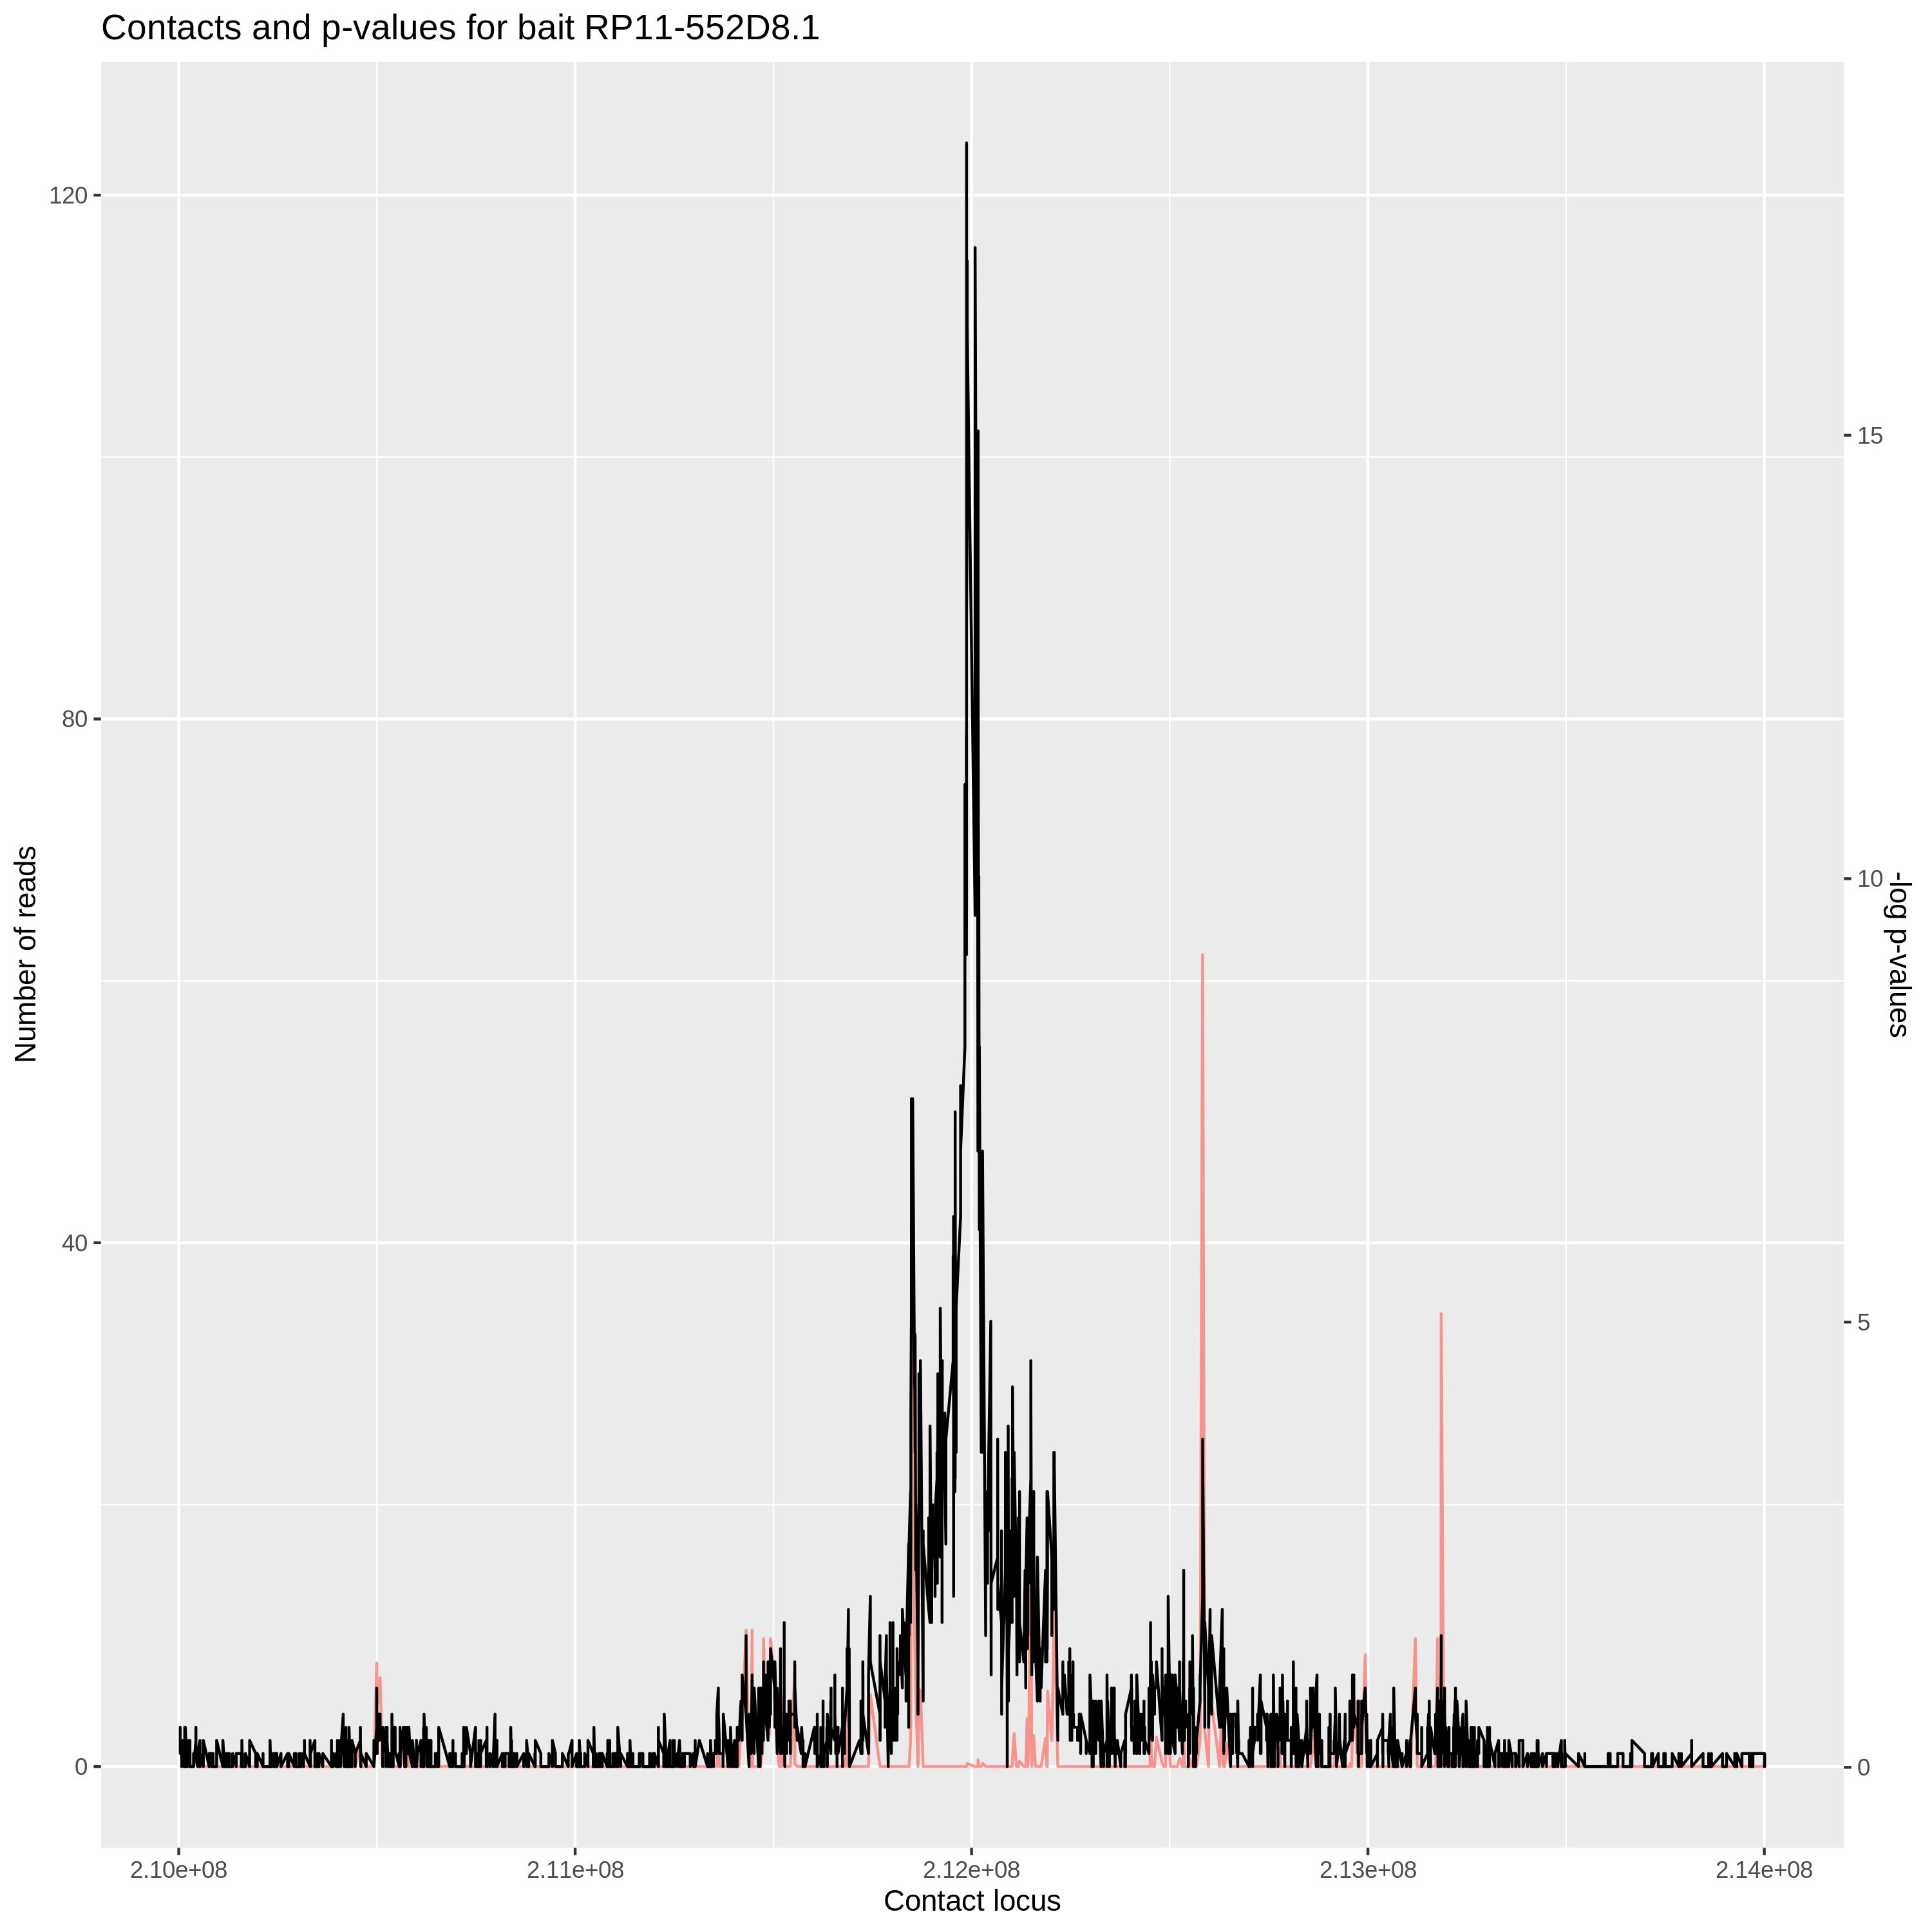 Contacts and p-values for bait RP11-552D8.1
120
80
40
0
Number of reads
15
10
5
0
-log p-values
2.10e+08
2.11e+08
2.12e+08
2.13e+08
2.14e+08
Contact locus